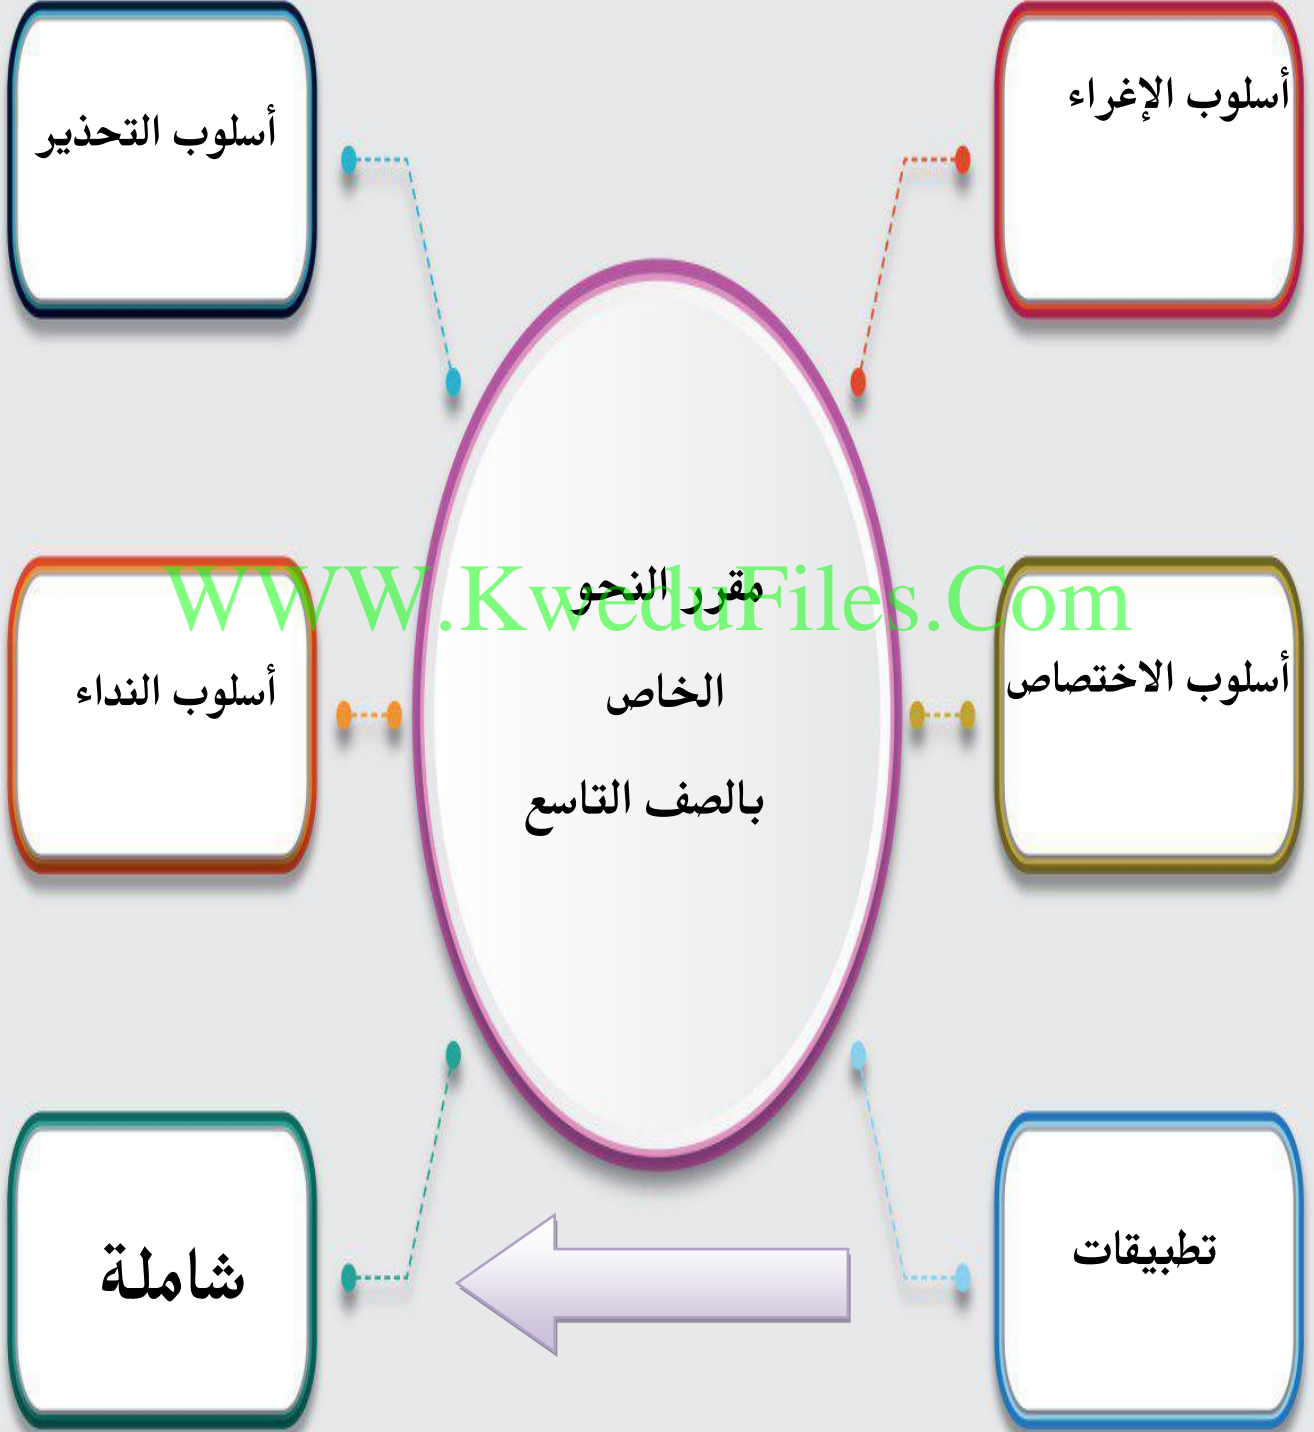 أسلوب الإغراء
أسلوب التحذير
مقرر النحو
الخاص
بالصف التاسع
WWW.KweduFiles.Com
أسلوب الاختصاص
أسلوب النداء
تطبيقات
شاملة